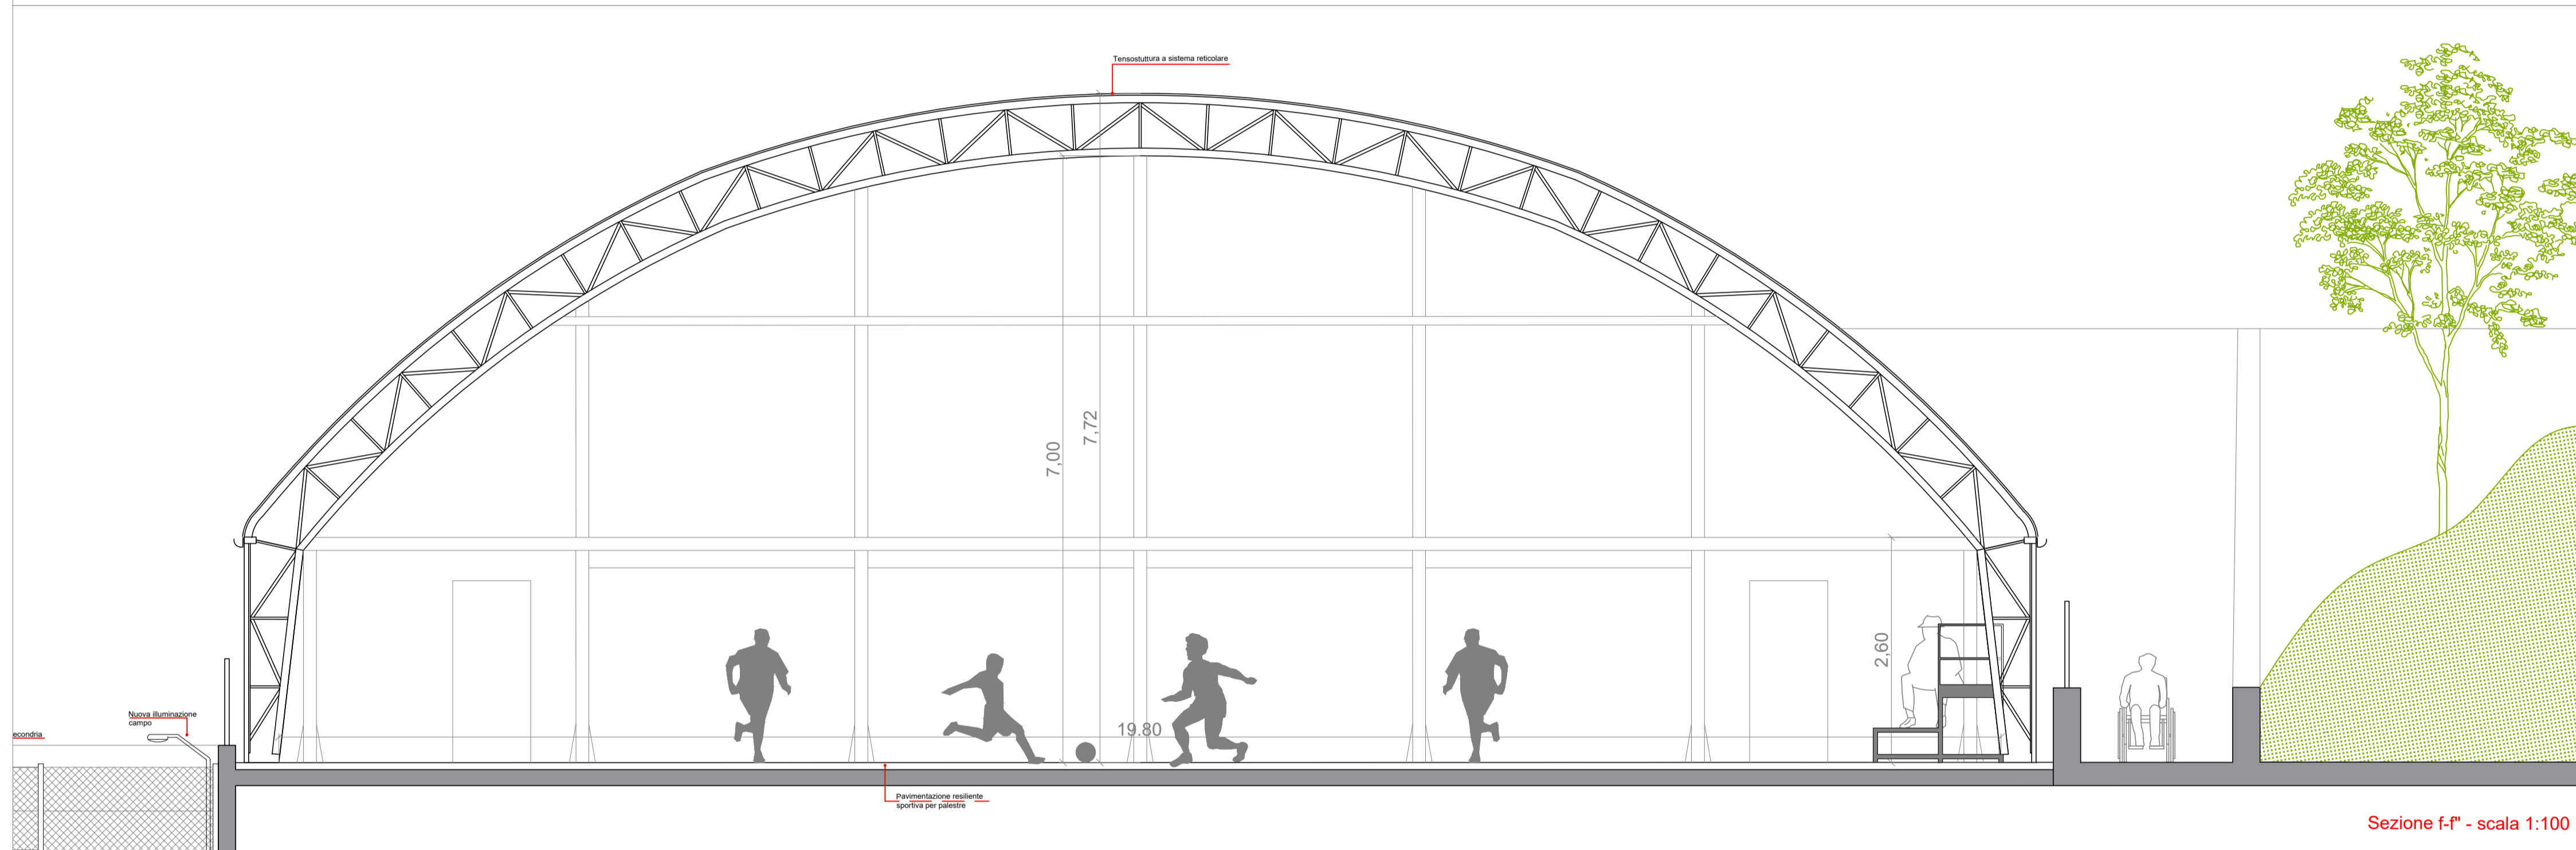 Tensostuttura a sistema reticolare
7,00
7,72
2,60
19.80
Nuova illuminazione
campo
econdria
Pavimentazione resiliente
sportiva per palestre
Sezione f-f" - scala 1:100